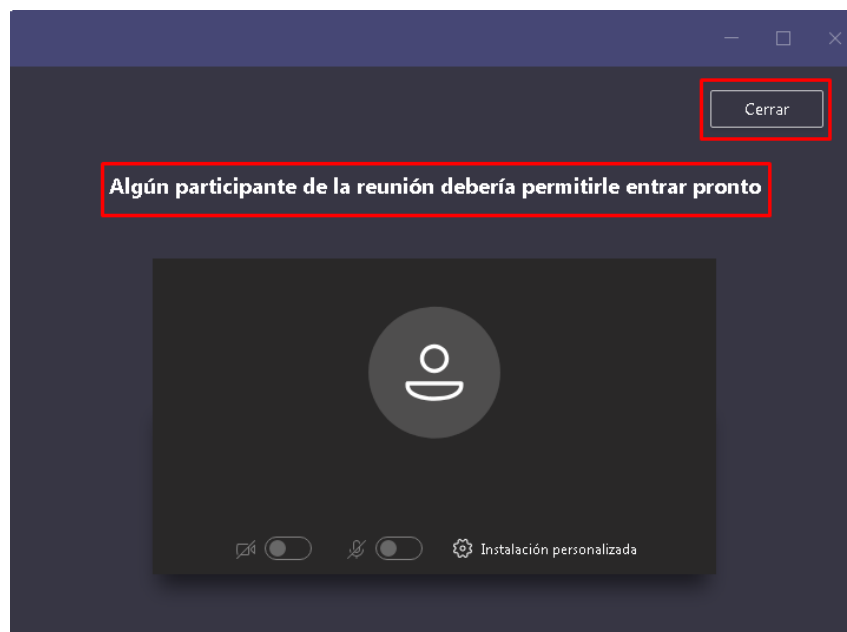 Cerrar
Algún participante de la reunión debería permitirle entrar pronto
Instalación personalizada